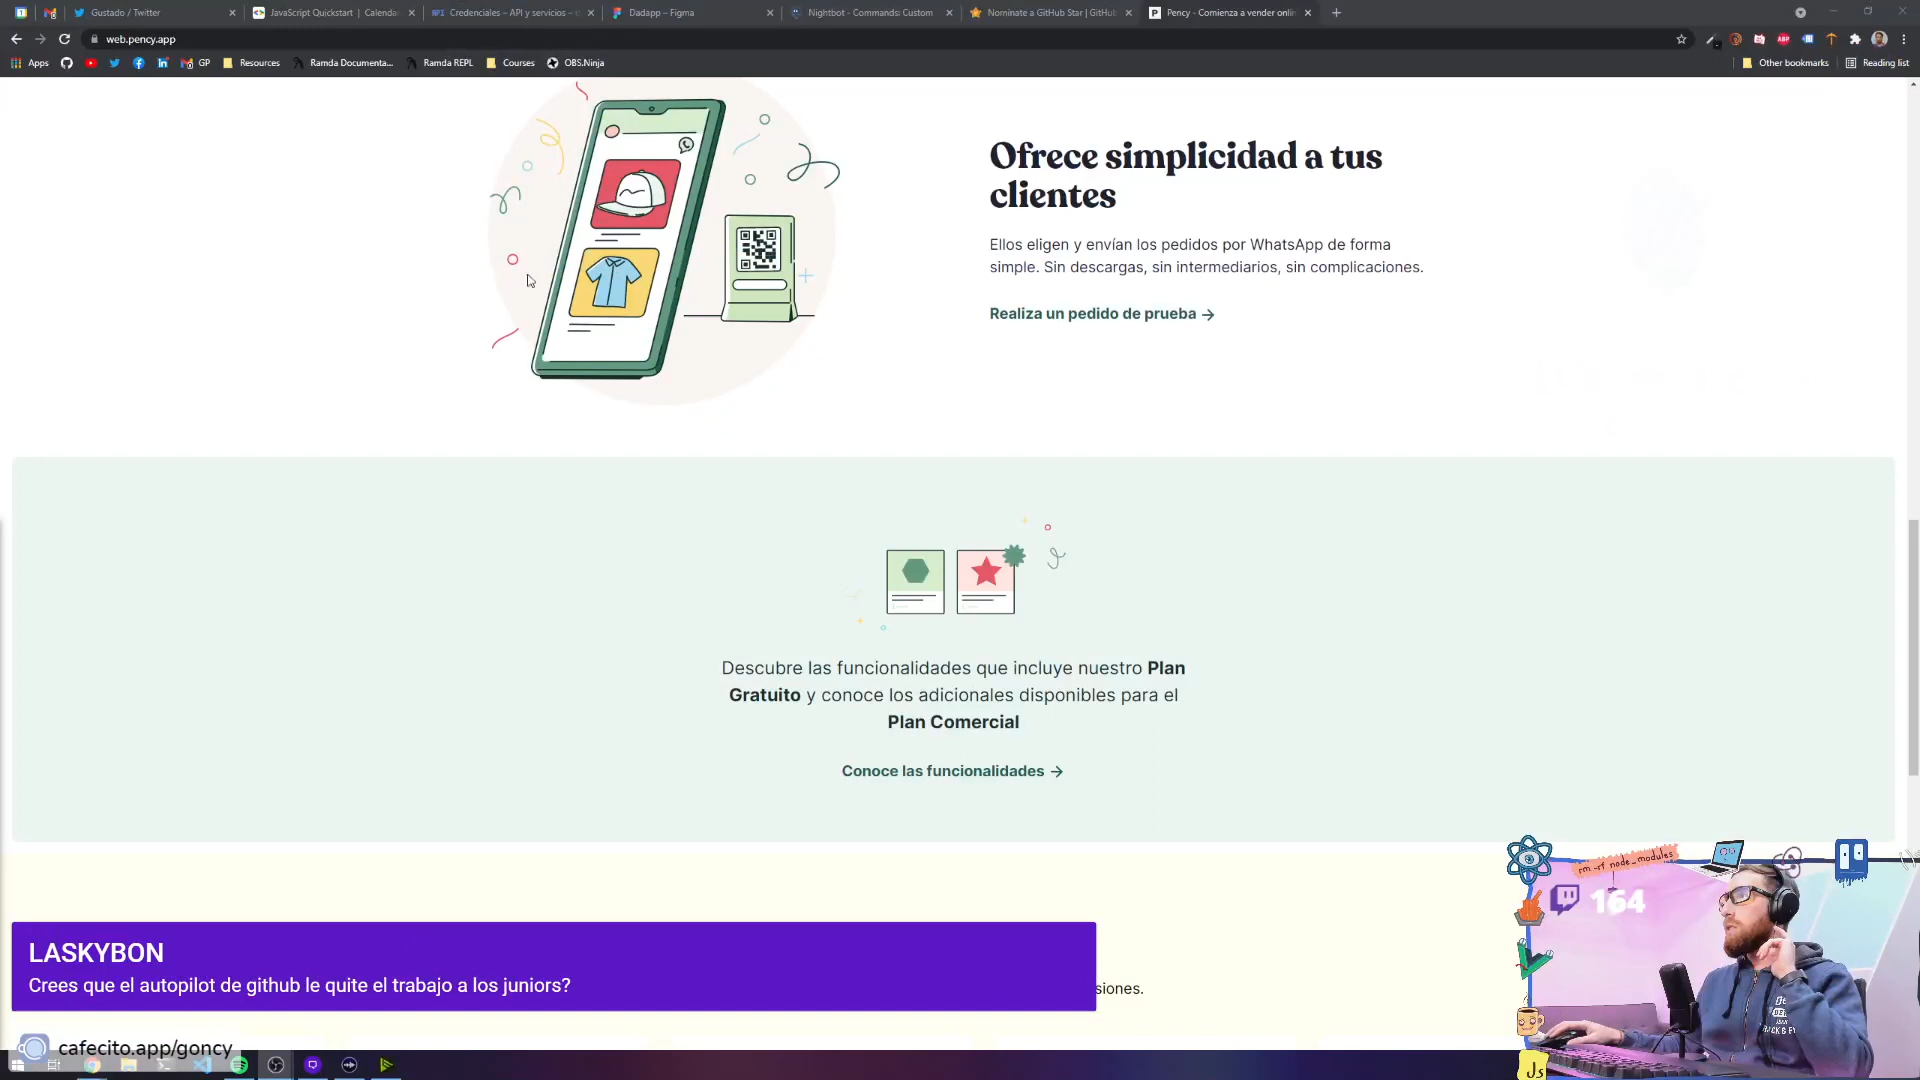 Gustado / Twitter
JavaScript Quickstart | Calenda
Credenciales – API y servicios –
Dadapp – Figma
Nightbot - Commands: Custom
Nominate a GitHub Star | GitHub
Pency - Comienza a vender onlin
web.pency.app
Apps
GP
Resources
Ramda Documenta...
Ramda REPL
Courses
OBS.Ninja
Other bookmarks
Reading list
Ofrece simplicidad a tus
clientes
Ellos eligen y envían los pedidos por WhatsApp de forma
simple. Sin descargas, sin intermediarios, sin complicaciones.
Realiza un pedido de prueba →
Descubre las funcionalidades que incluye nuestro Plan
Gratuito y conoce los adicionales disponibles para el
Plan Comercial
Conoce las funcionalidades →
rm -rf node_modules
164
LASKYBON
Crees que el autopilot de github le quite el trabajo a los juniors?
siones.
cafecito.app/goncy
Js